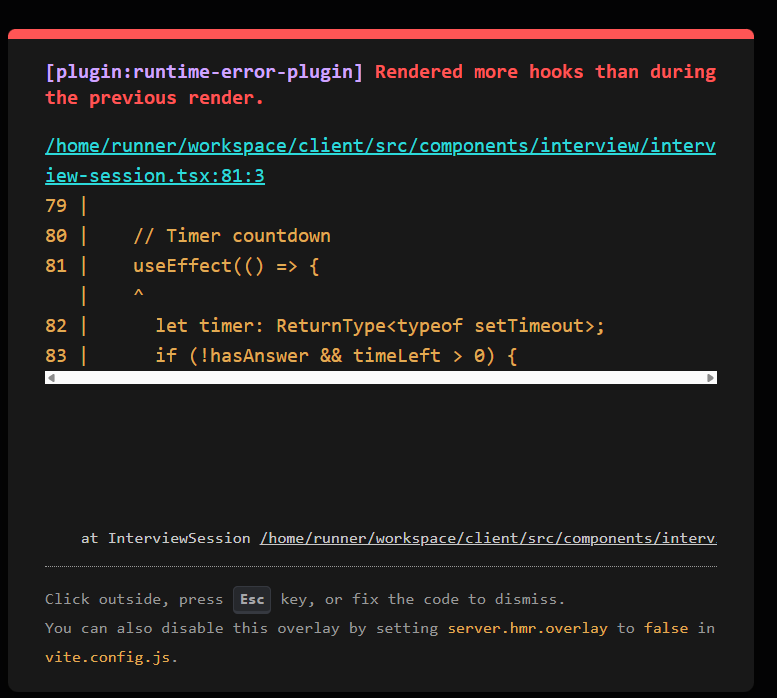 [plugin:runtime-error-plugin] Rendered more hooks than during
the previous render.
/home/runner/workspace/client/src/components/interview/interv
iew-session.tsx:81:3
79 |
80 |    // Timer countdown
81 |    useEffect(() => {
   |    ^
82 |      let timer: ReturnType<typeof setTimeout>;
83 |      if (!hasAnswer && timeLeft > 0) {
at InterviewSession /home/runner/workspace/client/src/components/interv
Click outside, press Esc key, or fix the code to dismiss.
You can also disable this overlay by setting server.hmr.overlay to false in
vite.config.js.